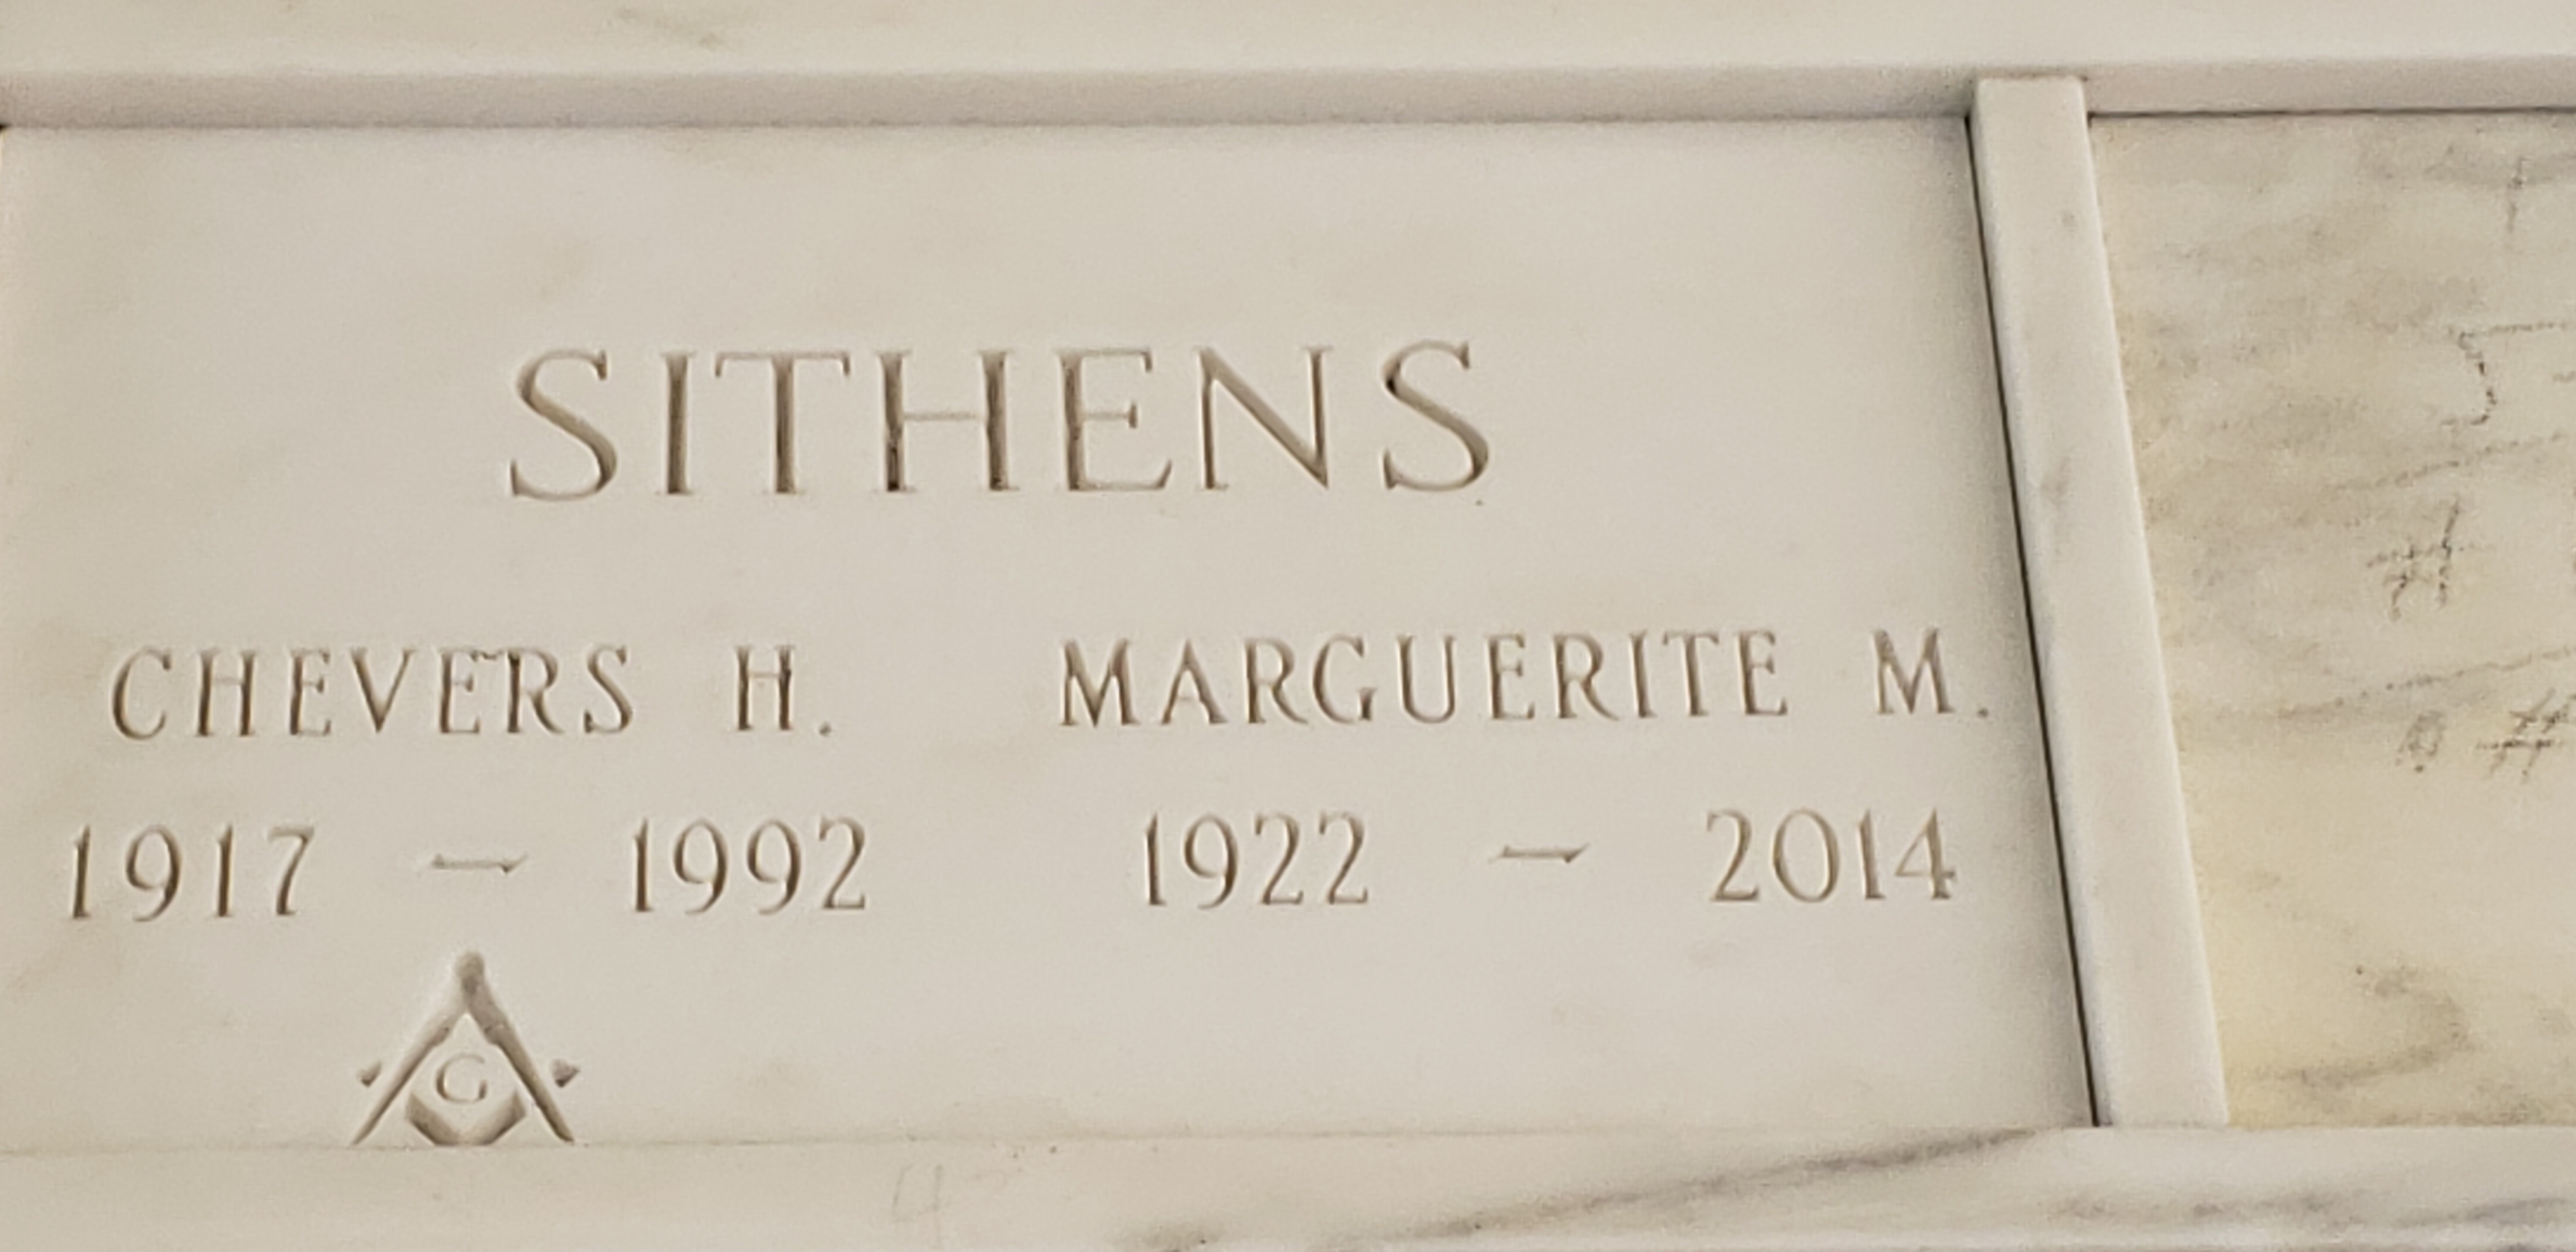 SITHENS
CHEVERS H. MARGUERITE M.
1917 – 1992 1922 – 2014
G